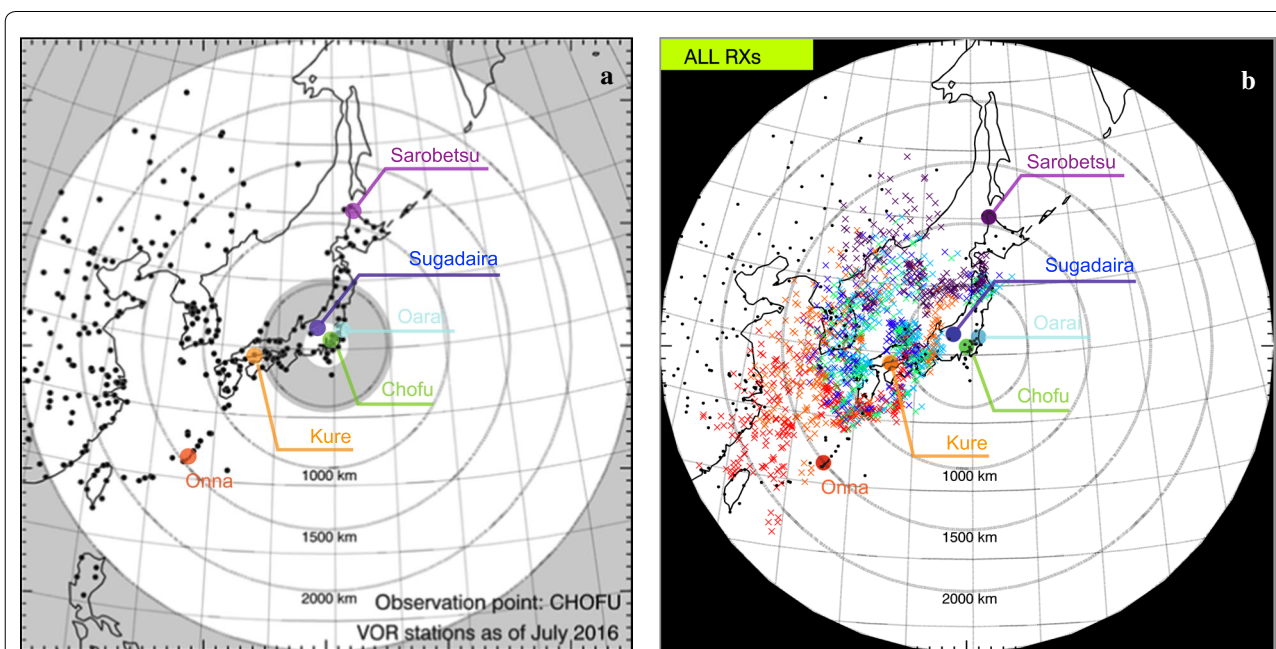 a
Sarobetsu
Sugadaira
Oarai
Chofu
Kure
Onna
1000 km
1500 km
2000 km
Observation point: CHOFU
VOR stations as of July 2016
ALL RXs
b
Sarobetsu
Sugadaira
Oarai
Chofu
Kure
Onna
1000 km
1500 km
2000 km